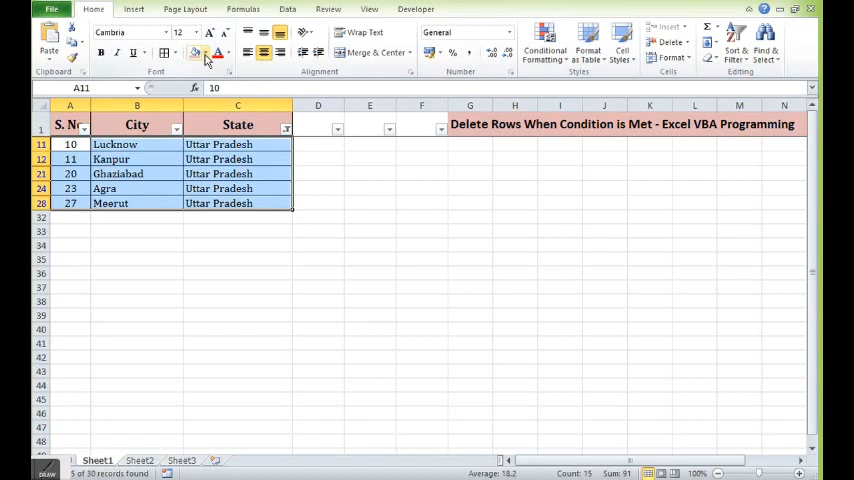 File Home Insert Page Layout Formulas Data Review View Developer
Cambria 12 A A Wrap Text General Insert Σ
Paste B I U A Merge & Center % , Conditional Formatting Format as Table Cell Styles Delete Format Sort & Filter Find & Select
Clipboard Font Alignment Number Styles Cells Editing
A11 fx 10
A B C D E F G H I J K L M N
1 S. No City State Delete Rows When Condition is Met - Excel VBA Programming
11 10 Lucknow Uttar Pradesh
12 11 Kanpur Uttar Pradesh
21 20 Ghaziabad Uttar Pradesh
24 23 Agra Uttar Pradesh
28 27 Meerut Uttar Pradesh
32
33
34
35
36
37
38
39
40
41
42
43
44
45
46
47
48
Sheet1 Sheet2 Sheet3
DRAW 5 of 30 records found Average: 18.2 Count: 15 Sum: 91 100%